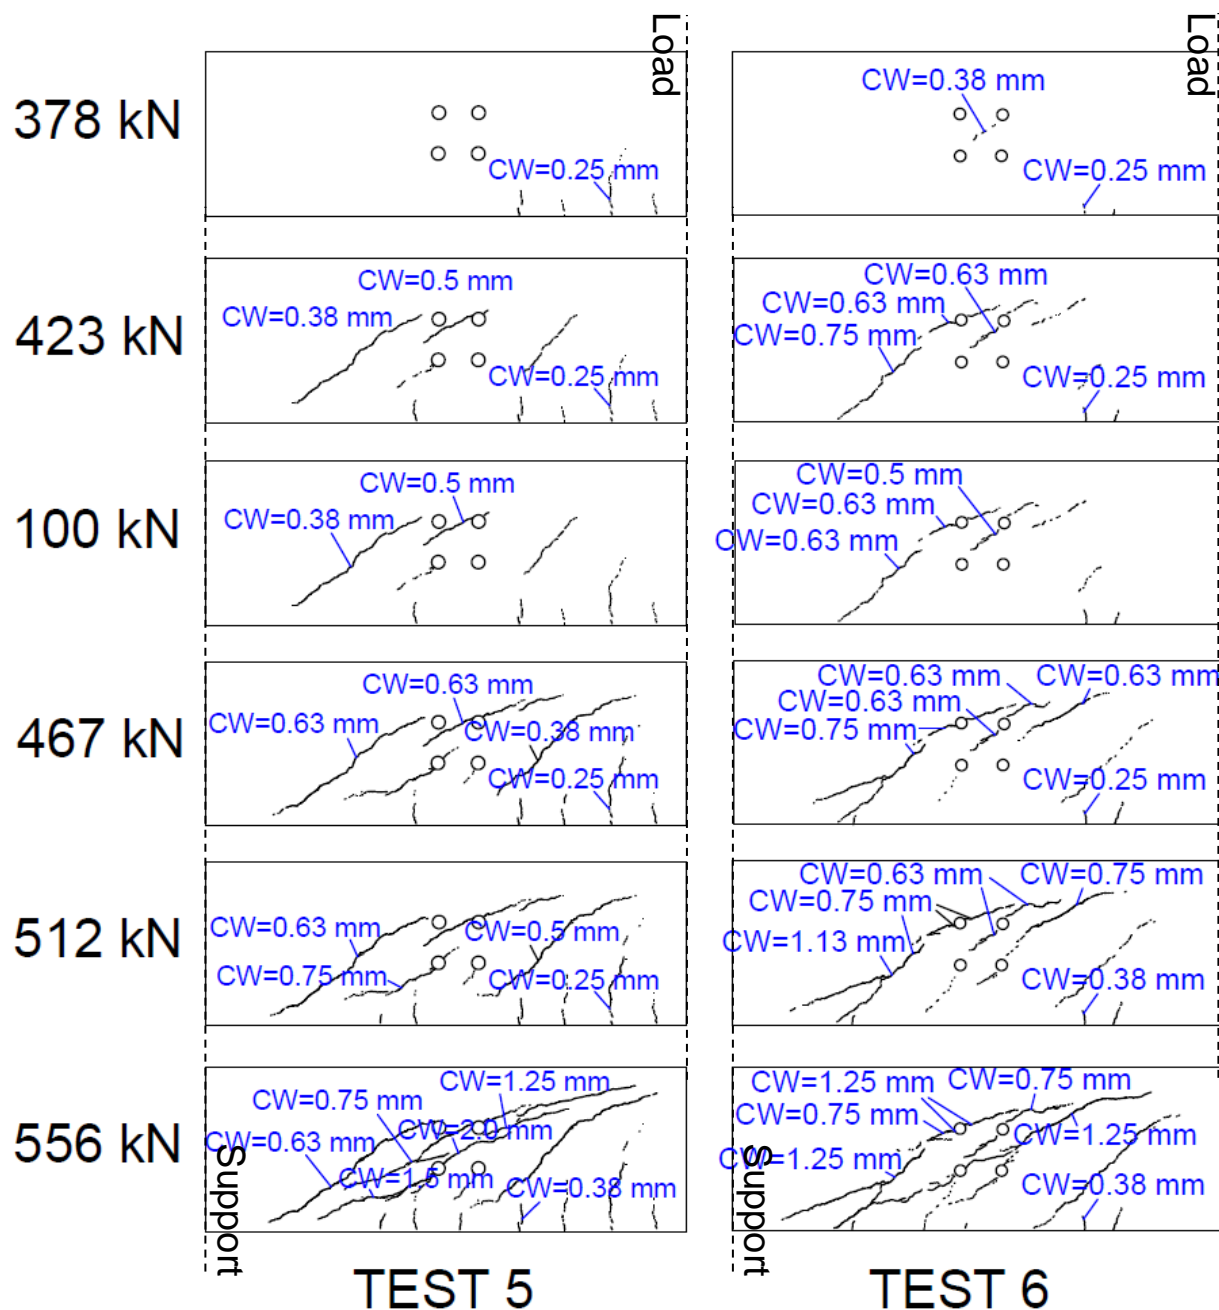 Load
Load
378 kN
CW=0.25 mm
CW=0.38 mm
CW=0.25 mm
423 kN
CW=0.5 mm
CW=0.38 mm
CW=0.25 mm
CW=0.63 mm
CW=0.63 mm
CW=0.75 mm
CW=0.25 mm
100 kN
CW=0.5 mm
CW=0.38 mm
CW=0.5 mm
CW=0.63 mm
CW=0.63 mm
467 kN
CW=0.63 mm
CW=0.63 mm
CW=0.38 mm
CW=0.25 mm
CW=0.63 mm
CW=0.63 mm
CW=0.63 mm
CW=0.75 mm
CW=0.25 mm
512 kN
CW=0.63 mm
CW=0.5 mm
CW=0.75 mm
CW=0.25 mm
CW=0.63 mm
CW=0.75 mm
CW=0.75 mm
CW=1.13 mm
CW=0.38 mm
556 kN
CW=1.25 mm
CW=0.75 mm
CW=2.0 mm
CW=0.63 mm
CW=1.5 mm
CW=0.38 mm
CW=1.25 mm
CW=0.75 mm
CW=0.75 mm
CW=1.25 mm
CW=1.25 mm
CW=0.38 mm
Support
Support
TEST 5
TEST 6